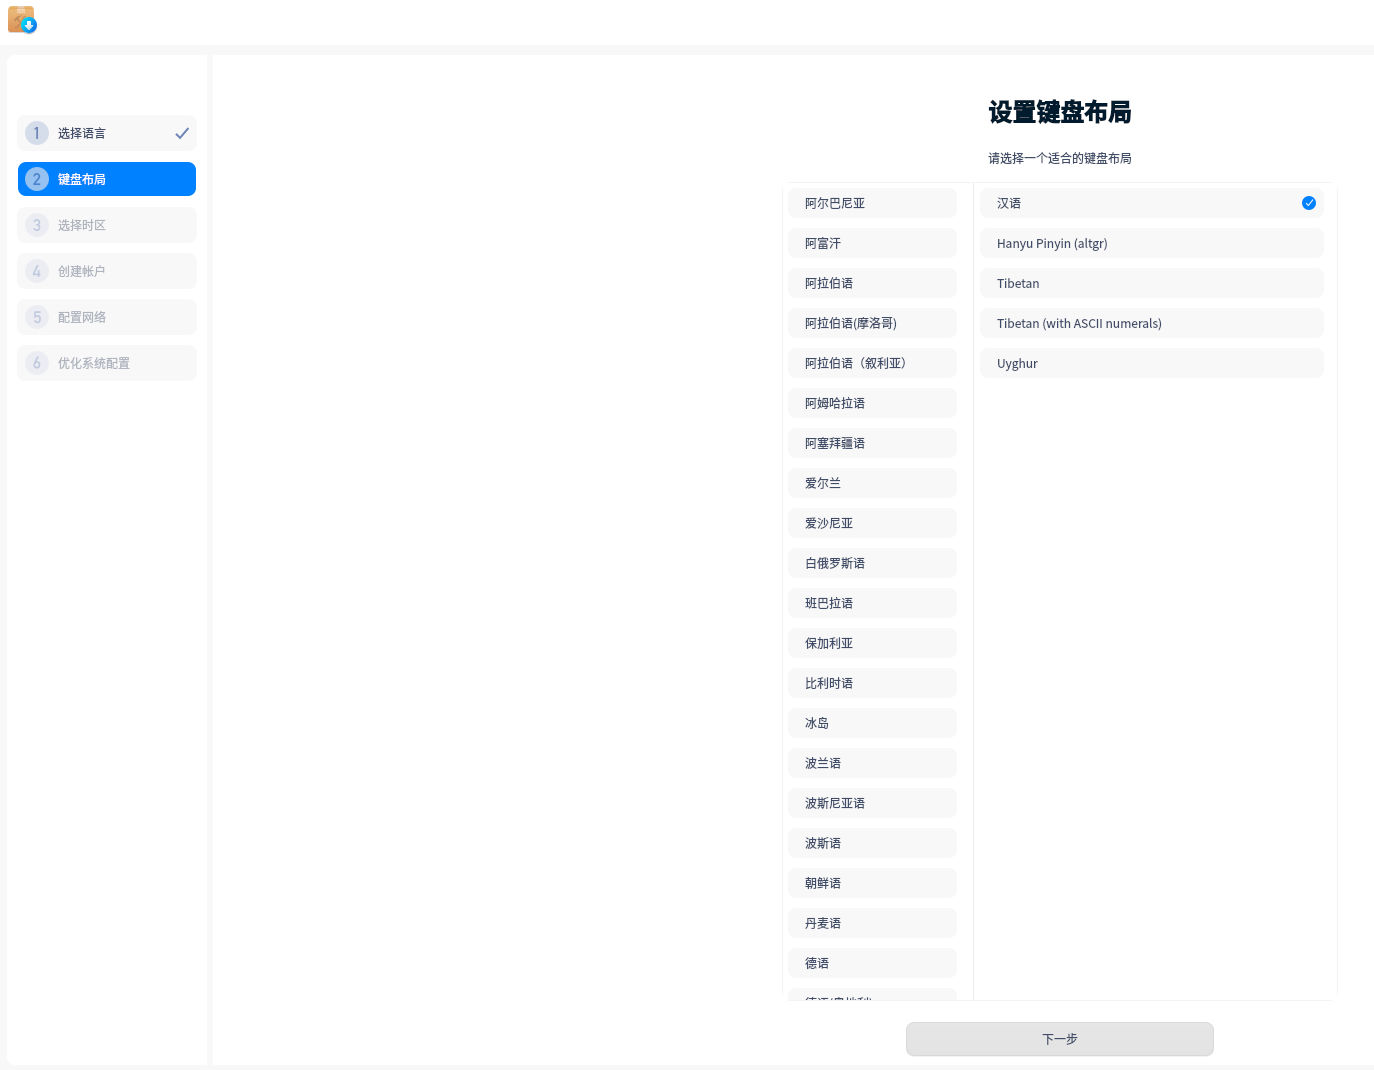 1 选择语言
2 键盘布局
3 选择时区
4 创建帐户
5 配置网络
6 优化系统配置
设置键盘布局
请选择一个适合的键盘布局
阿尔巴尼亚
阿富汗
阿拉伯语
阿拉伯语(摩洛哥)
阿拉伯语（叙利亚）
阿姆哈拉语
阿塞拜疆语
爱尔兰
爱沙尼亚
白俄罗斯语
班巴拉语
保加利亚
比利时语
冰岛
波兰语
波斯尼亚语
波斯语
朝鲜语
丹麦语
德语
汉语
Hanyu Pinyin (altgr)
Tibetan
Tibetan (with ASCII numerals)
Uyghur
下一步